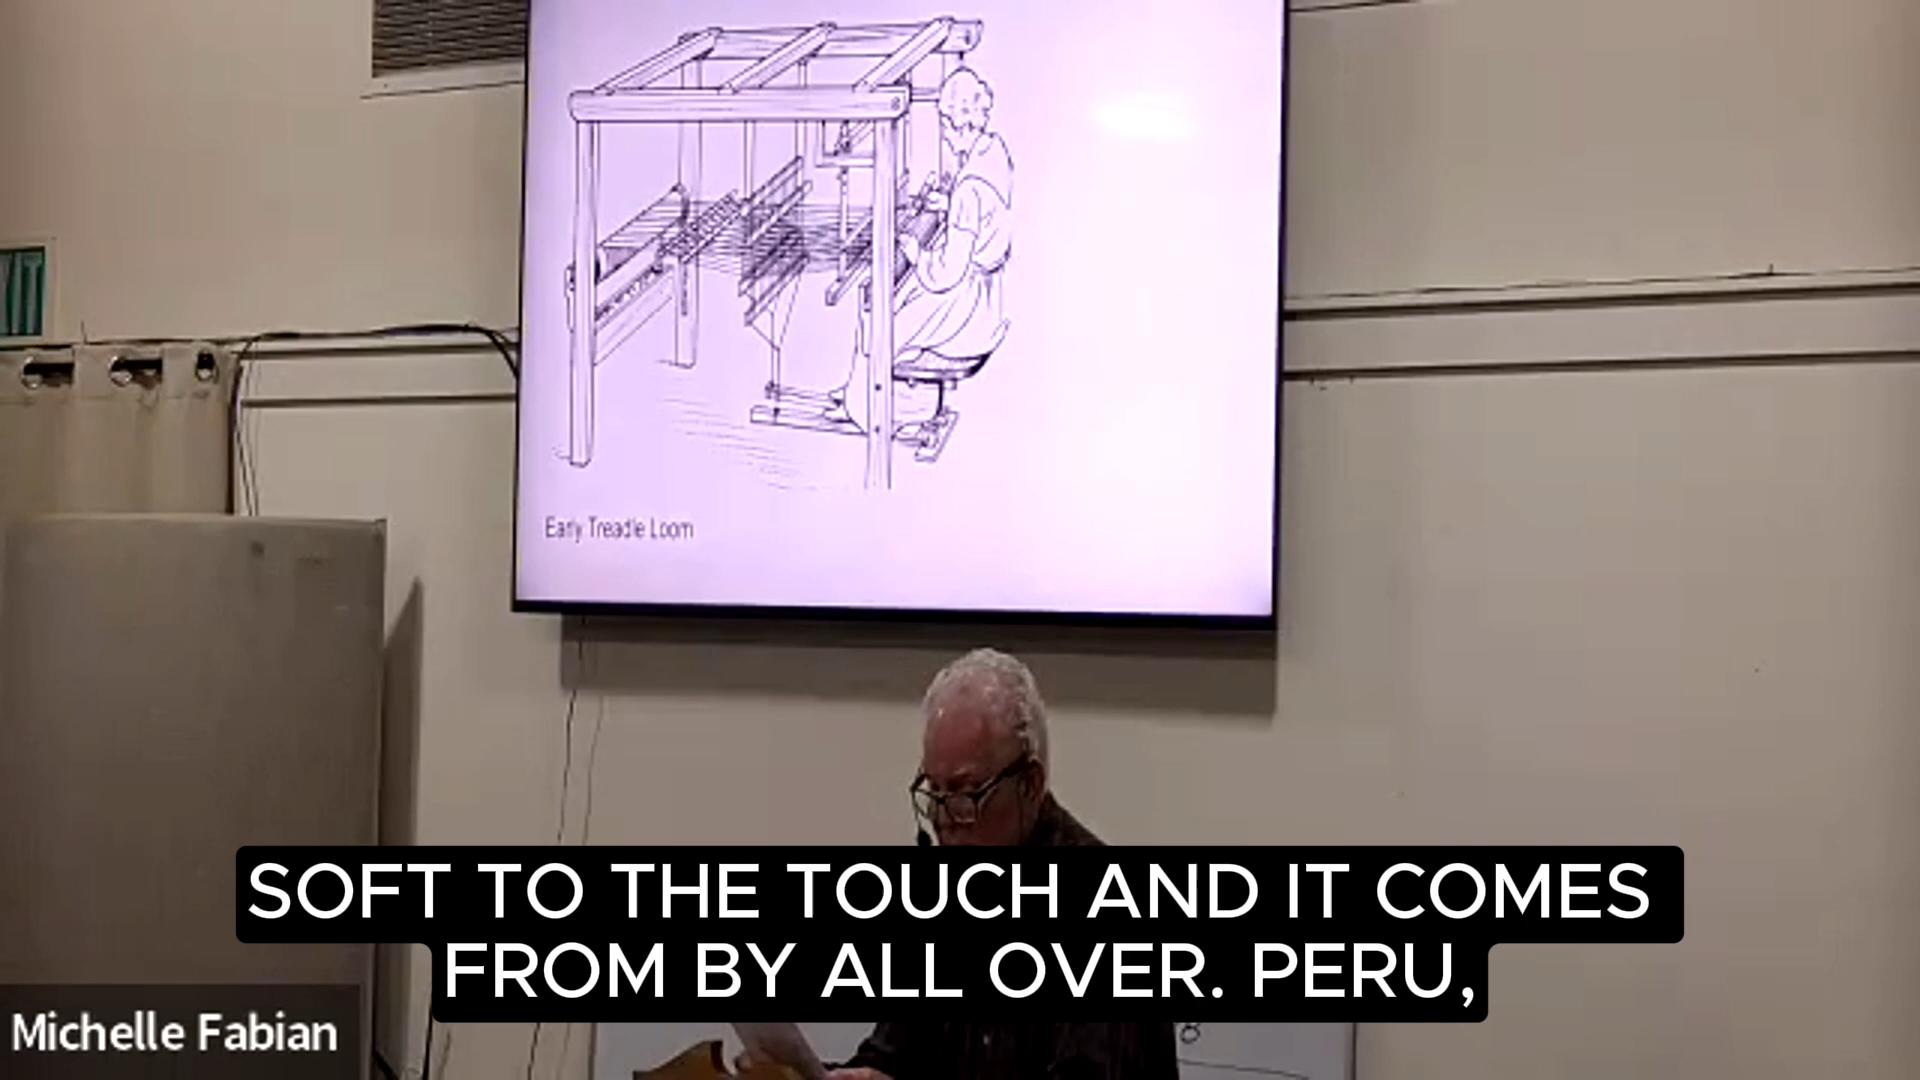 Early Treadle Loom
SOFT TO THE TOUCH AND IT COMES
FROM BY ALL OVER. PERU,
Michelle Fabian